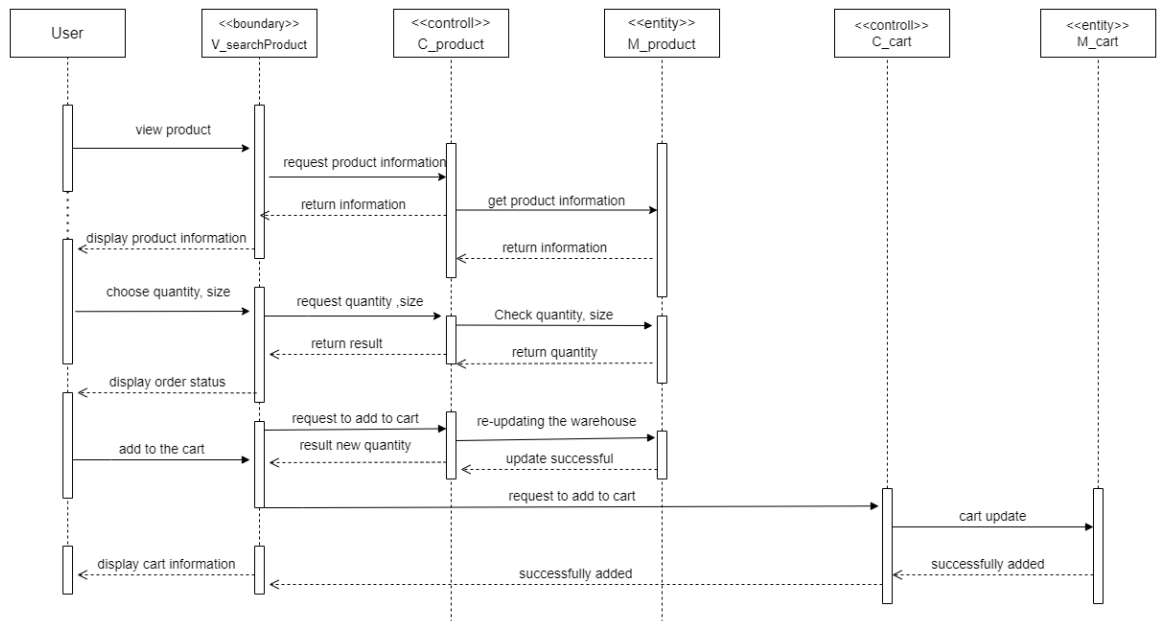 User
<<boundary>>
V_searchProduct
<<controll>>
C_product
<<entity>>
M_product
<<controll>>
C_cart
<<entity>>
M_cart
view product
request product information
return information
get product information
display product information
return information
choose quantity, size
request quantity ,size
Check quantity, size
return result
return quantity
display order status
request to add to cart
re-updating the warehouse
add to the cart
result new quantity
update successful
request to add to cart
cart update
display cart information
successfully added
successfully added